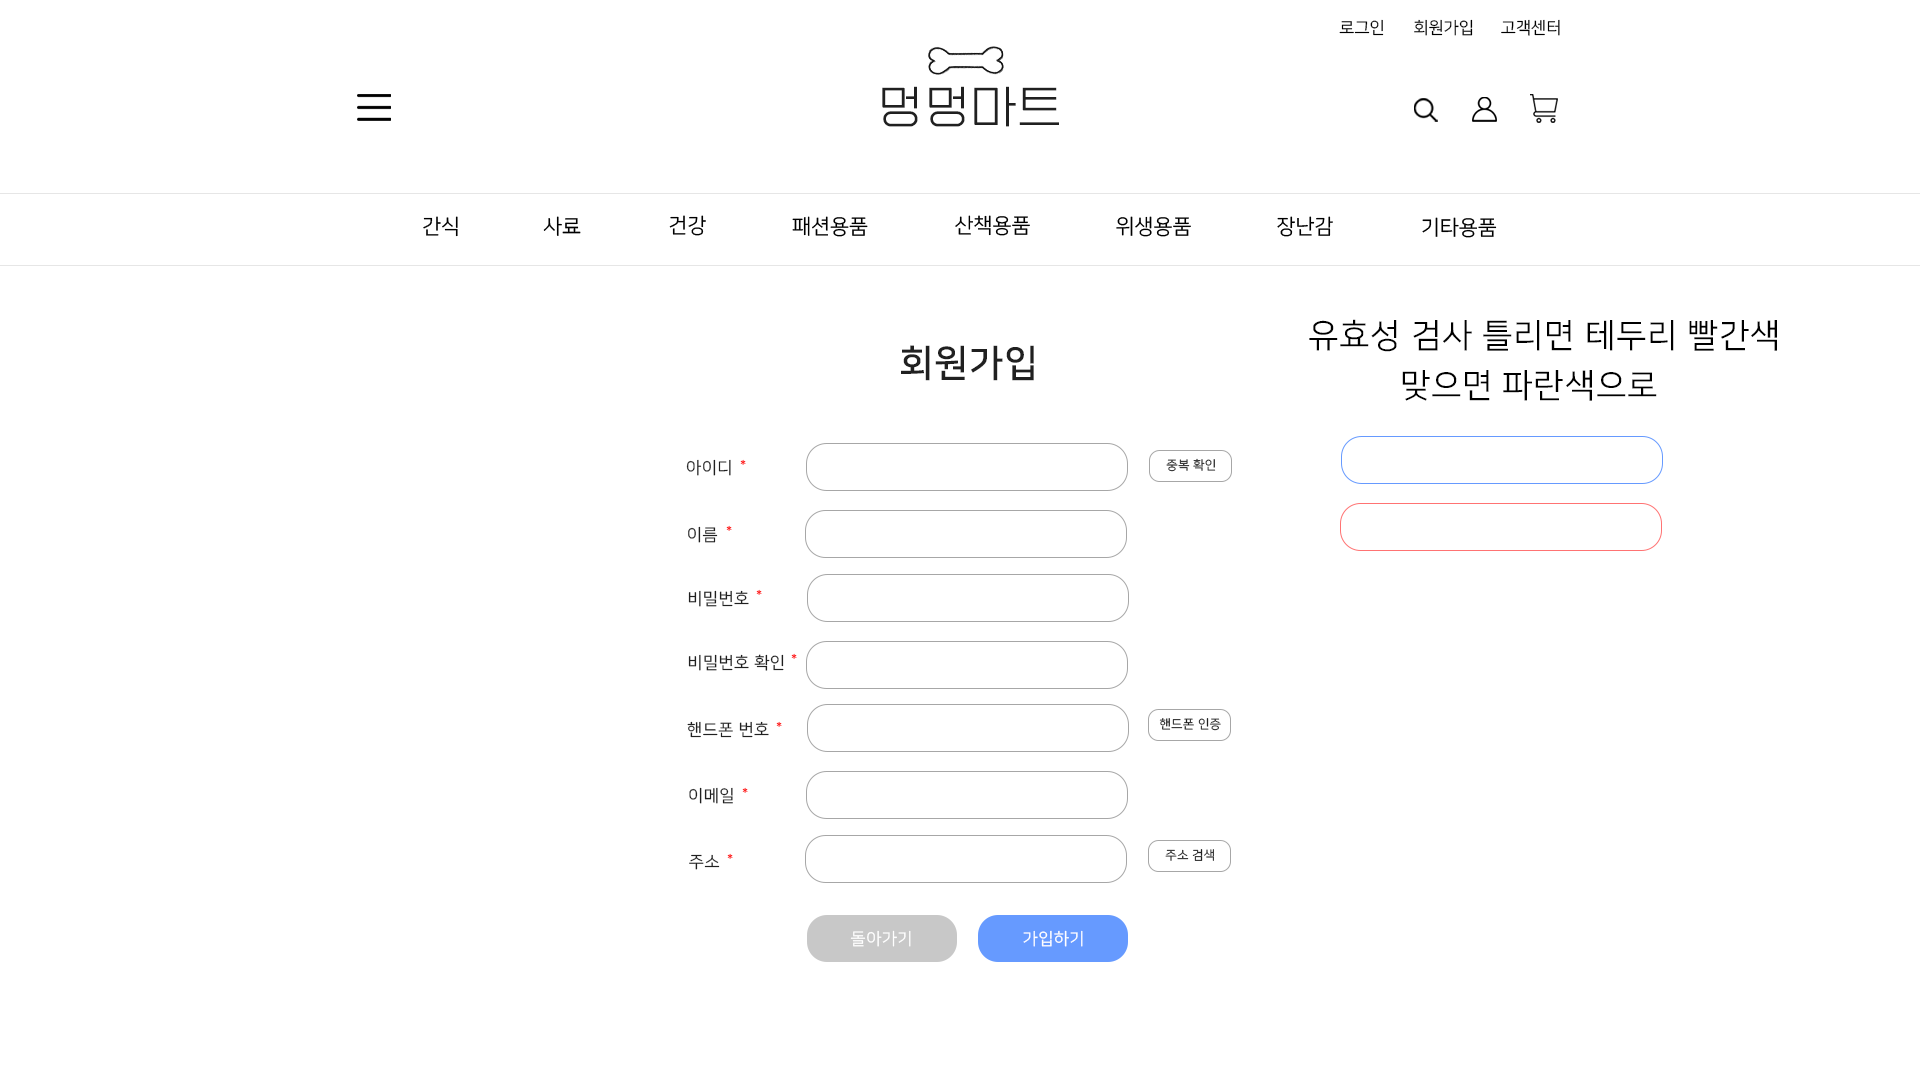 로그인 회원가입 고객센터
멍멍마트
간식 사료 건강 패션용품 산책용품 위생용품 장난감 기타용품
유효성 검사 틀리면 테두리 빨간색
맞으면 파란색으로
회원가입
아이디 * 중복 확인
이름 *
비밀번호 *
비밀번호 확인 *
핸드폰 번호 * 핸드폰 인증
이메일 *
주소 * 주소 검색
돌아가기 가입하기